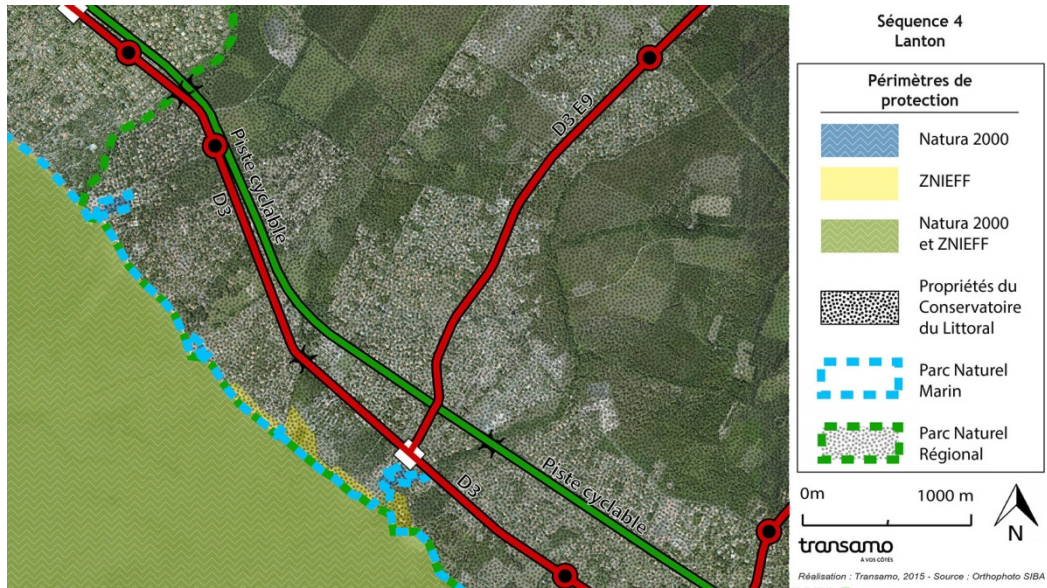 Séquence 4
Lanton
Périmètres de
protection
Natura 2000
ZNIEFF
Natura 2000
et ZNIEFF
Propriétés du
Conservatoire
du Littoral
Parc Naturel
Marin
Parc Naturel
Régional
0m 1000 m
N
transamo
À VOS CÔTÉS
Réalisation : Transamo, 2015 - Source : Orthophoto SIBA
D3 E9
Piste cyclable
D3
Piste cyclable
D3